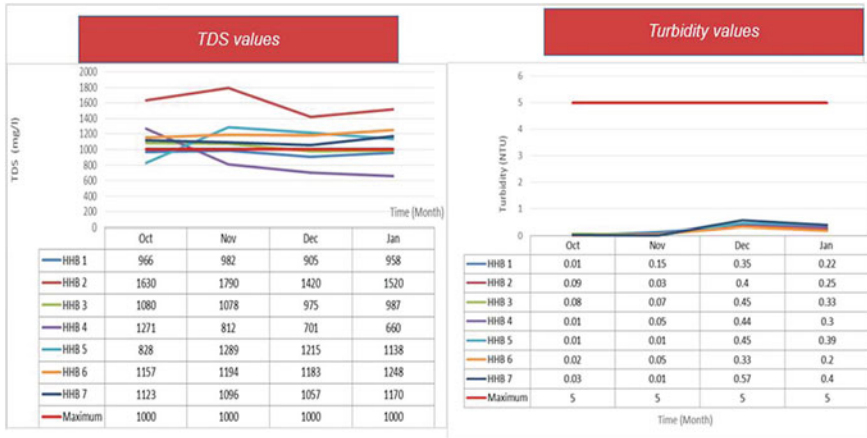 TDS values
TDS (mg/l)
2000
1800
1600
1400
1200
1000
800
600
400
200
0
Time (Month)
Oct Nov Dec Jan
HHB 1 966 982 905 958
HHB 2 1630 1790 1420 1520
HHB 3 1080 1078 975 987
HHB 4 1271 812 701 660
HHB 5 828 1289 1215 1138
HHB 6 1157 1194 1183 1248
HHB 7 1123 1096 1057 1170
Maximum 1000 1000 1000 1000
Turbidity values
Turbidity (NTU)
6
5
4
3
2
1
0
Oct Nov Dec Jan
HHB 1 0.01 0.15 0.35 0.22
HHB 2 0.09 0.03 0.4 0.25
HHB 3 0.08 0.07 0.45 0.33
HHB 4 0.01 0.05 0.44 0.3
HHB 5 0.01 0.01 0.45 0.39
HHB 6 0.02 0.05 0.33 0.2
HHB 7 0.03 0.01 0.57 0.4
Maximum 5 5 5 5
Time (Month)